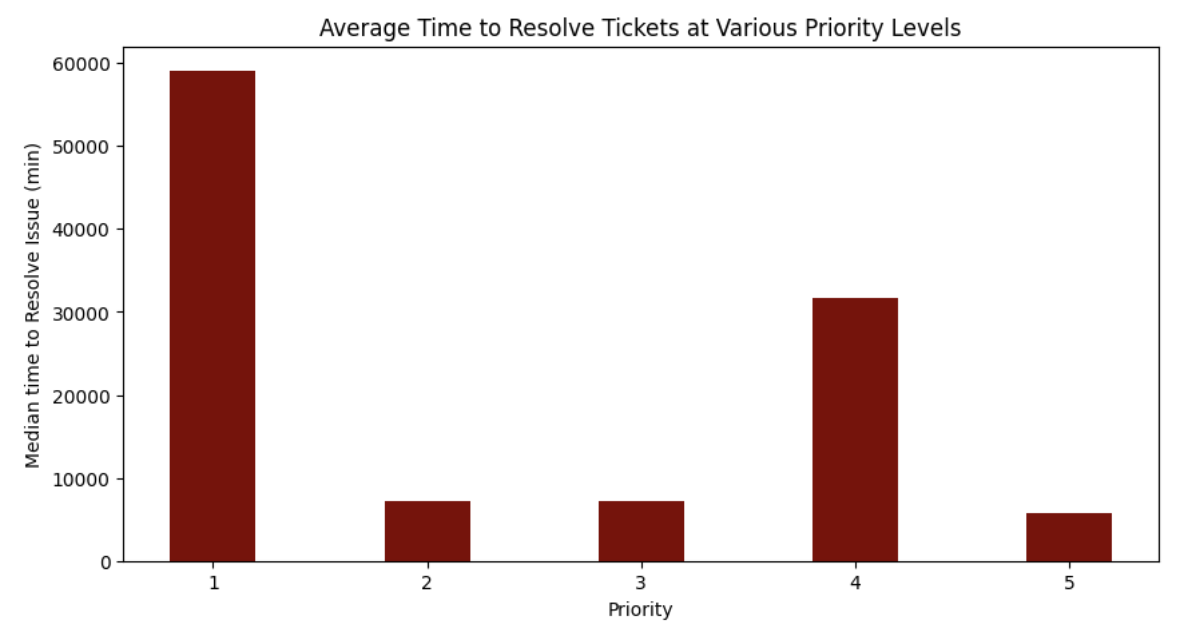 Average Time to Resolve Tickets at Various Priority Levels
Median time to Resolve Issue (min)
60000
50000
40000
30000
20000
10000
0
1 2 3 4 5
Priority